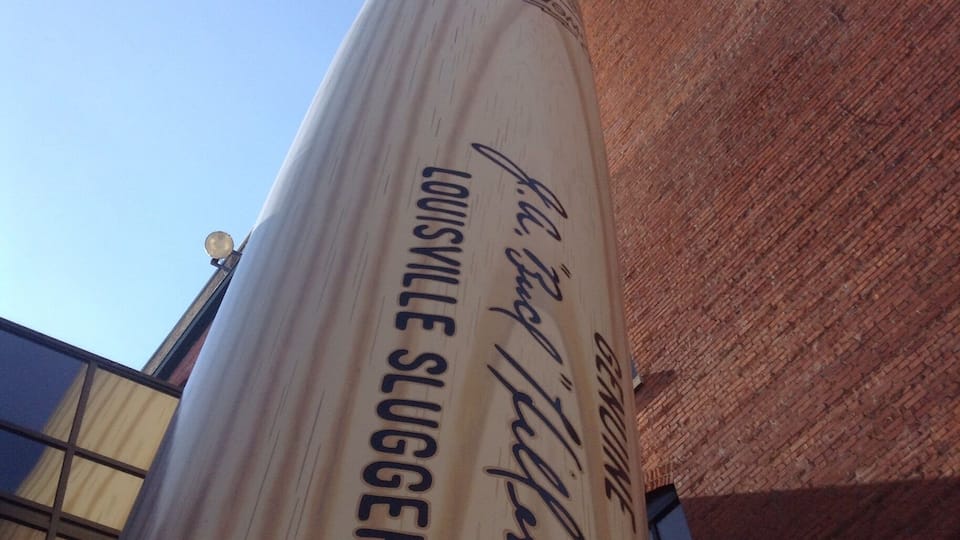 GENUINE
J. A. "Bud"
LOUISVILLE SLUGGER